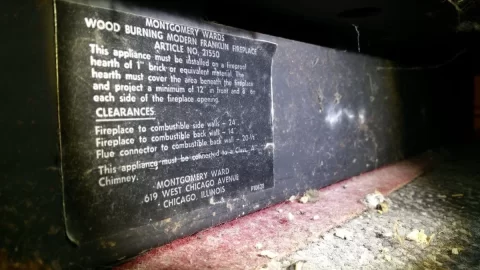 MONTGOMERY WARDS
WOOD BURNING MODERN FRANKLIN FIREPLACE
ARTICLE NO. 21550
This appliance must be installed on a fireproof
hearth of 1" brick or equivalent material. The
hearth must cover the area beneath the fireplace
and project a minimum of 12" in front and 8" to
each side of the fireplace opening.
CLEARANCES
Fireplace to combustible side walls – 24"
Fireplace to combustible back wall – 14"
Flue connector to combustible back wall – 20½"
This appliance must be connected to a Class "A"
Chimney.
MONTGOMERY WARD
619 WEST CHICAGO AVENUE
CHICAGO, ILLINOIS